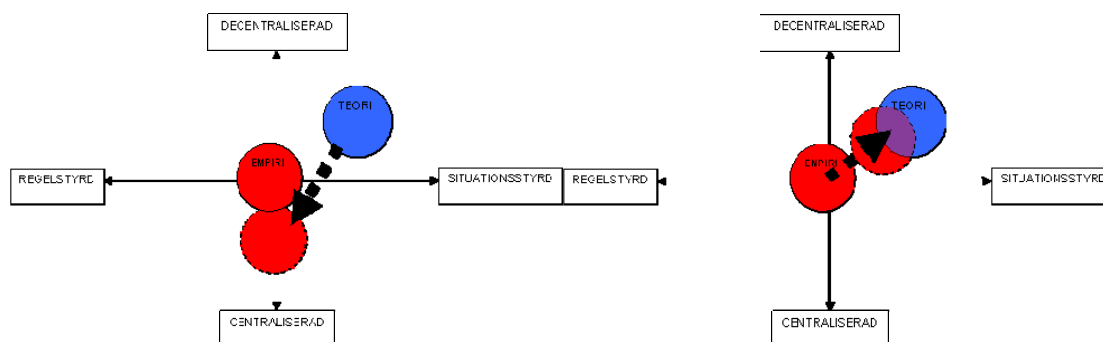 DECENTRALISERAD
TEORI
EMPIRI
REGELSTYRD
SITUATIONSSTYRD
CENTRALISERAD
DECENTRALISERAD
TEORI
EMPIRI
REGELSTYRD
SITUATIONSSTYRD
CENTRALISERAD